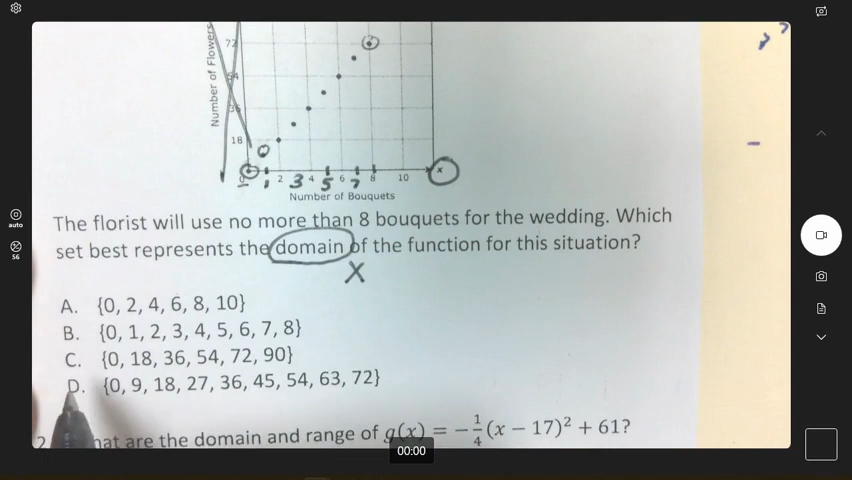 Number of Flowers
72
54
36
18
0 1 2 3 4 5 6 7 8 10 x
Number of Bouquets
The florist will use no more than 8 bouquets for the wedding. Which
set best represents the domain of the function for this situation?
X
A. {0, 2, 4, 6, 8, 10}
B. {0, 1, 2, 3, 4, 5, 6, 7, 8}
C. {0, 18, 36, 54, 72, 90}
D. {0, 9, 18, 27, 36, 45, 54, 63, 72}
2 hat are the domain and range of g(x) = −1/4(x − 17)² + 61?
auto
56
00:00